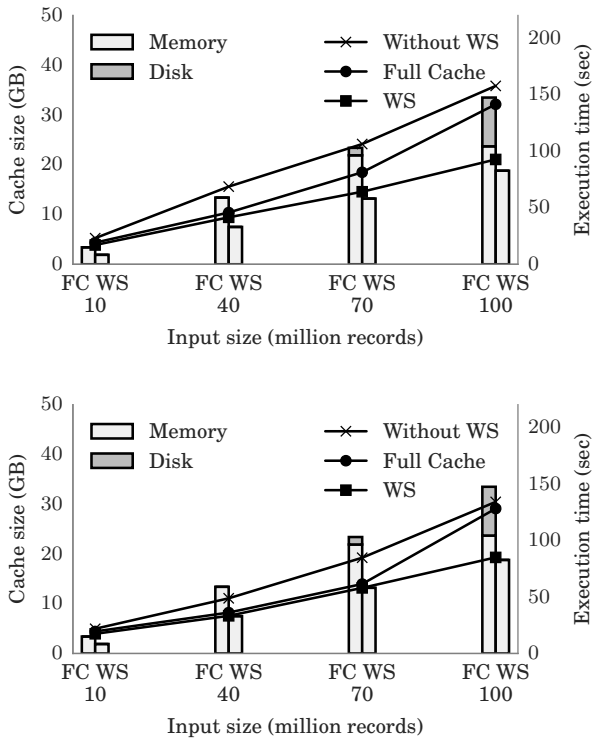 50
40
30
20
10
0
Cache size (GB)
Memory
Disk
Without WS
Full Cache
WS
200
150
100
50
0
Execution time (sec)
FC WS FC WS FC WS FC WS
10 40 70 100
Input size (million records)
50
40
30
20
10
0
Cache size (GB)
Memory
Disk
Without WS
Full Cache
WS
200
150
100
50
0
Execution time (sec)
FC WS FC WS FC WS FC WS
10 40 70 100
Input size (million records)